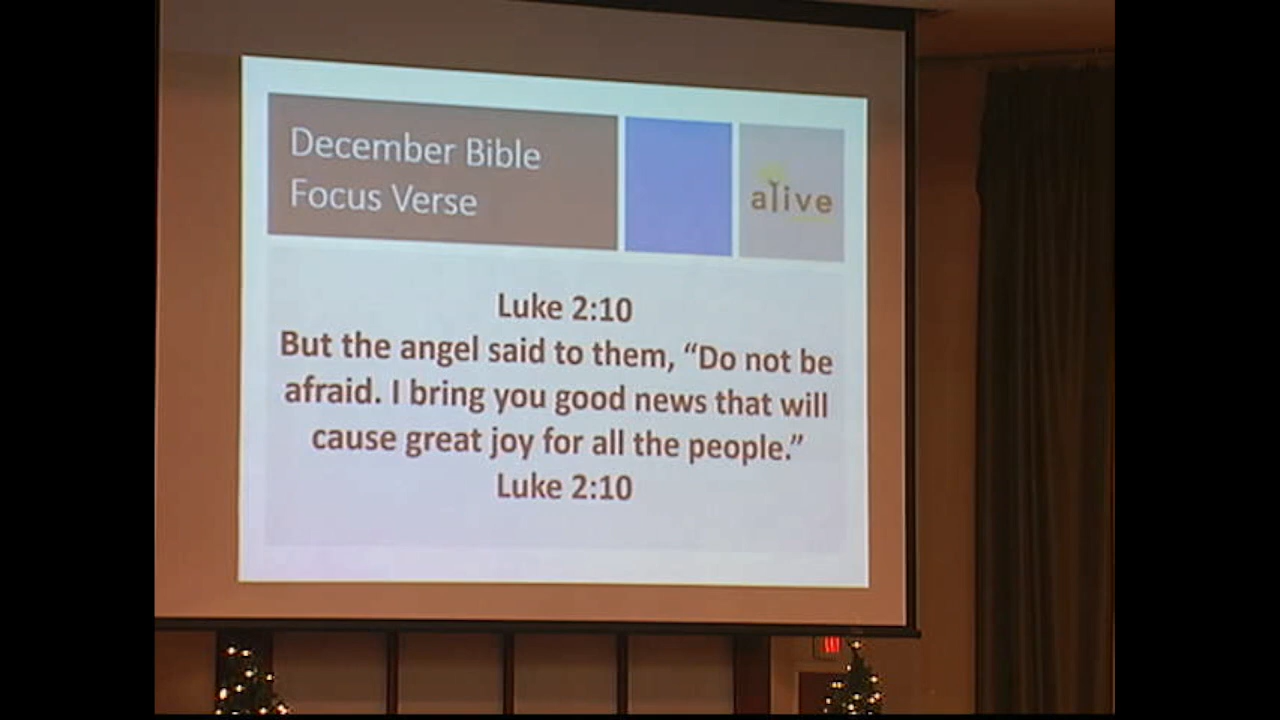 December Bible
Focus Verse
alive
Luke 2:10
But the angel said to them, “Do not be
afraid. I bring you good news that will
cause great joy for all the people.”
Luke 2:10